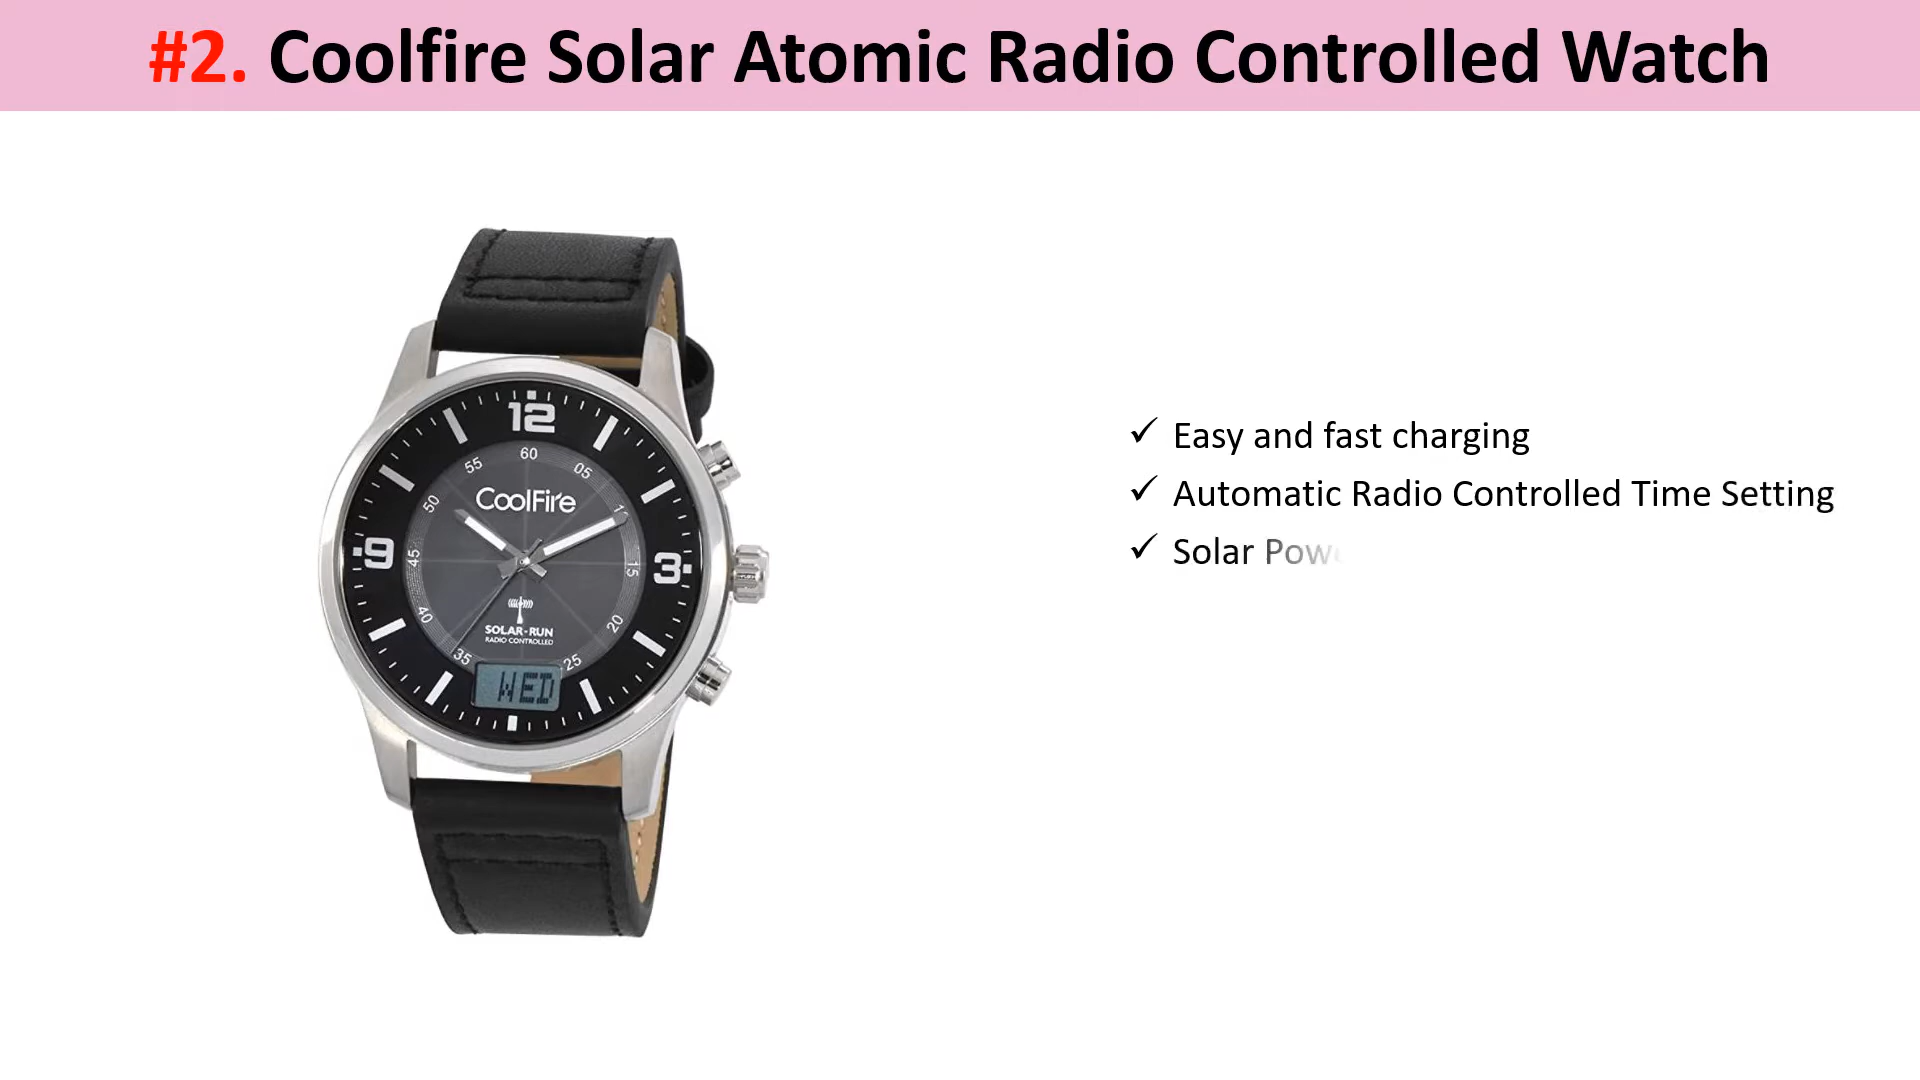 #2. Coolfire Solar Atomic Radio Controlled Watch
✓ Easy and fast charging
✓ Automatic Radio Controlled Time Setting
✓ Solar
12
60
55 05
CoolFire
50
9 45 15 3
SOLAR-RUN
RADIO CONTROLLED
40 20
35 25
WED